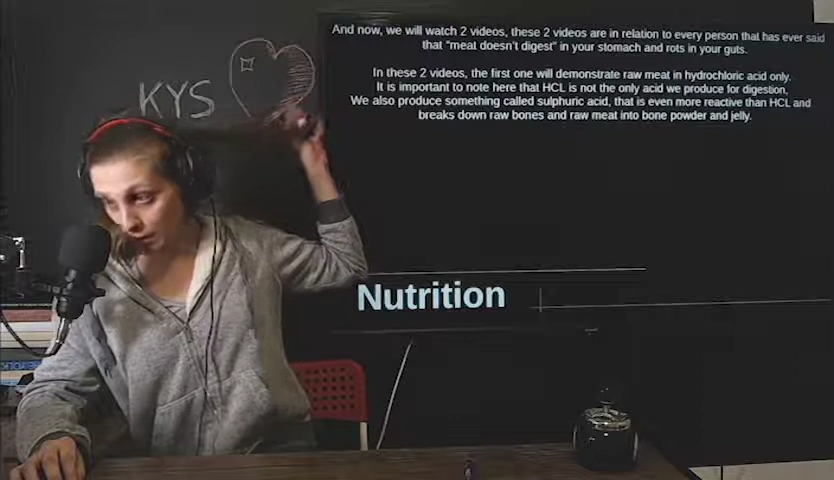 And now, we will watch 2 videos, these 2 videos are in relation to every person that has ever said
that "meat doesn't digest" in your stomach and rots in your guts.
In these 2 videos, the first one will demonstrate raw meat in hydrochloric acid only.
It is important to note here that HCL is not the only acid we produce for digestion,
We also produce something called sulphuric acid, that is even more reactive than HCL and
breaks down raw bones and raw meat into bone powder and jelly.
KYS
Nutrition